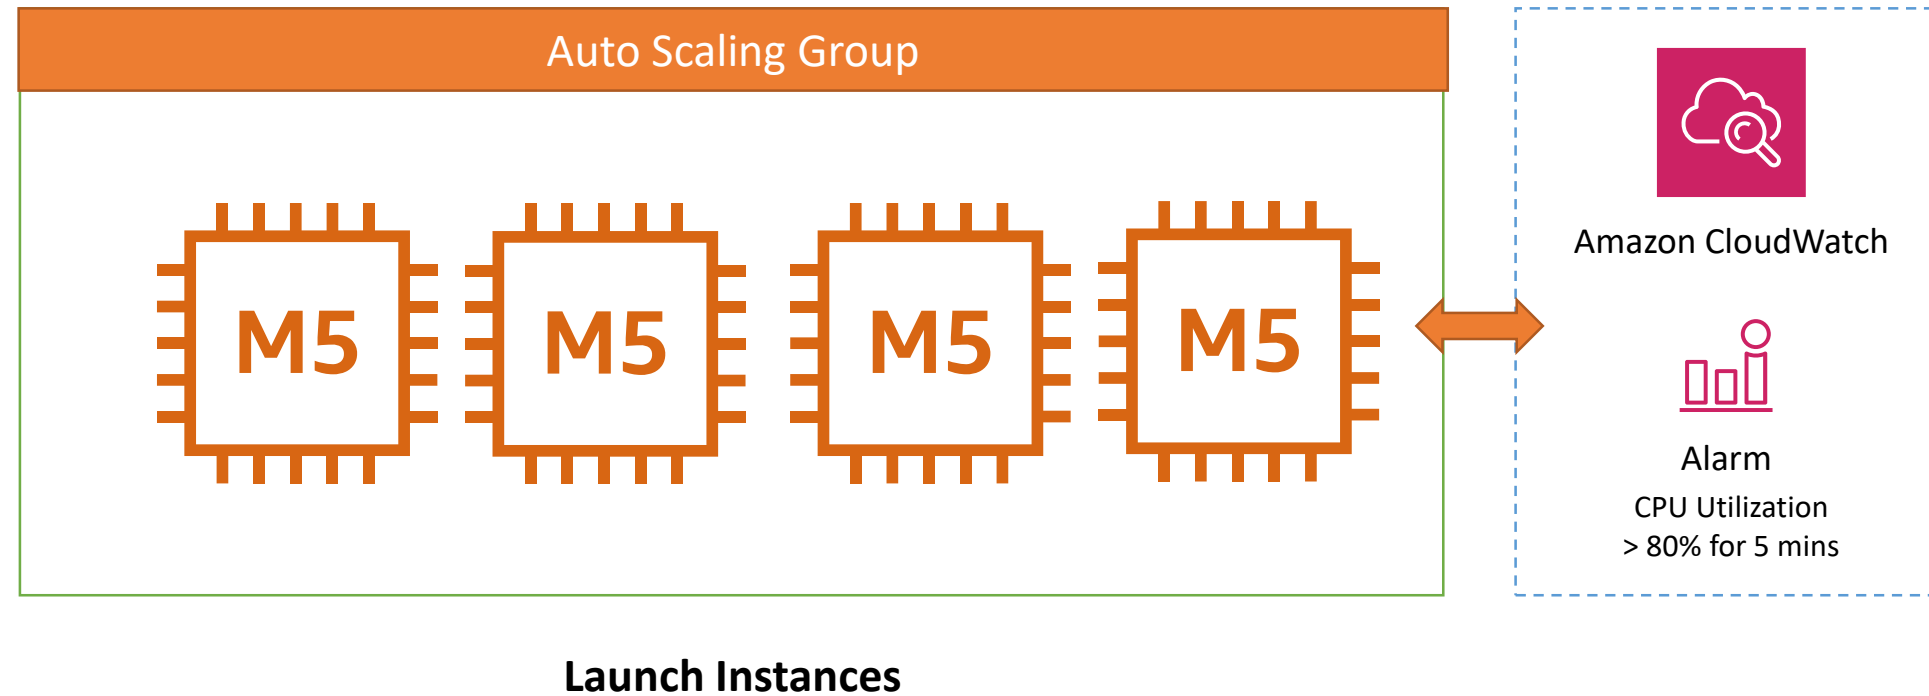 Auto Scaling Group
M5
M5
M5
M5
Amazon CloudWatch
Alarm
CPU Utilization
> 80% for 5 mins
Launch Instances